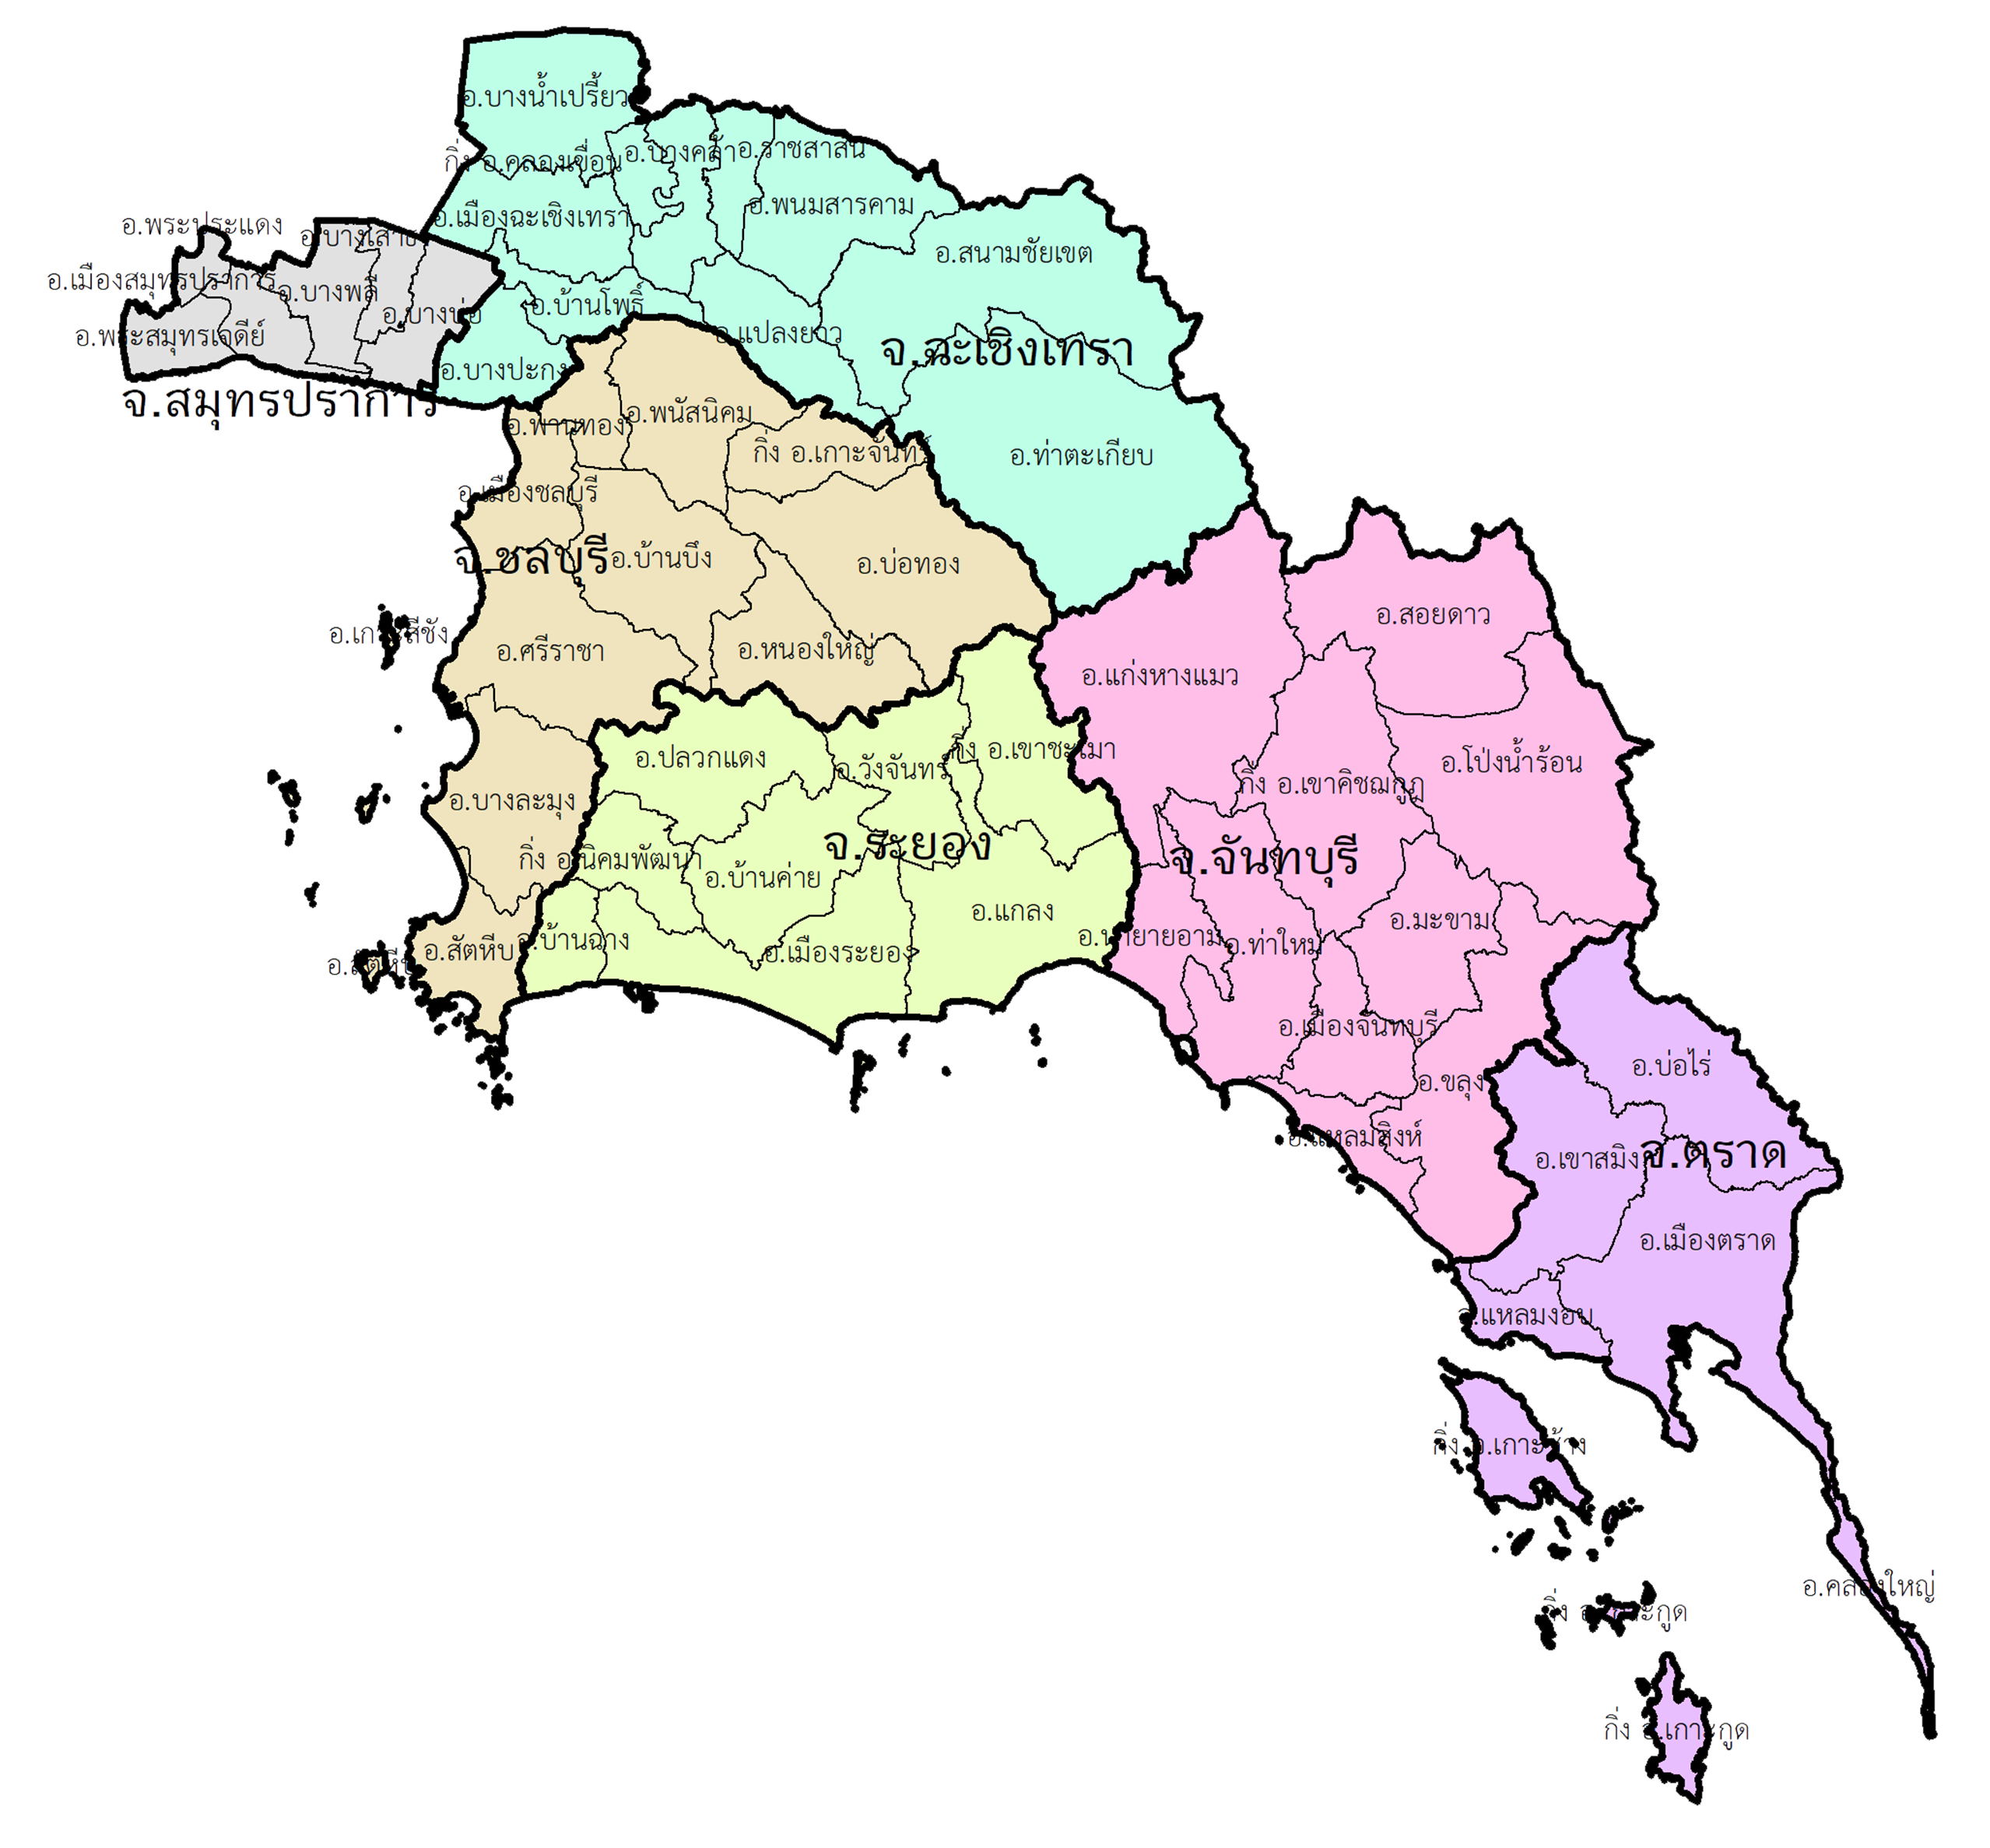 อ.บางน้ำเปรี้ยว
กิ่ง อ.คลองเขื่อน
อ.บางคล้า
อ.ราชสาส์น
อ.พนมสารคาม
อ.เมืองฉะเชิงเทรา
อ.พระประแดง
อ.บางเสาธง
อ.สนามชัยเขต
อ.เมืองสมุทรปราการ
อ.บางพลี
อ.บางบ่อ
อ.บ้านโพธิ์
อ.พระสมุทรเจดีย์
อ.แปลงยาว
จ.ฉะเชิงเทรา
อ.บางปะกง
จ.สมุทรปราการ
อ.พานทอง
อ.พนัสนิคม
กิ่ง อ.เกาะจันทร์
อ.ท่าตะเกียบ
อ.เมืองชลบุรี
จ.ชลบุรี
อ.บ้านบึง
อ.บ่อทอง
อ.เกาะสีชัง
อ.ศรีราชา
อ.หนองใหญ่
อ.สอยดาว
อ.แก่งหางแมว
อ.ปลวกแดง
อ.วังจันทร์
กิ่ง อ.เขาชะเมา
กิ่ง อ.เขาคิชฌกูฏ
อ.โป่งน้ำร้อน
อ.บางละมุง
กิ่ง อ.นิคมพัฒนา
จ.ระยอง
จ.จันทบุรี
อ.บ้านค่าย
อ.แกลง
อ.มะขาม
อ.สัตหีบ
อ.สัตหีบ
อ.บ้านฉาง
อ.เมืองระยอง
อ.นายายอาม
อ.ท่าใหม่
อ.เมืองจันทบุรี
อ.ขลุง
อ.บ่อไร่
อ.แหลมสิงห์
อ.เขาสมิง
จ.ตราด
อ.เมืองตราด
อ.แหลมงอบ
กิ่ง อ.เกาะช้าง
อ.คลองใหญ่
กิ่ง อ.เกาะกูด
กิ่ง อ.เกาะกูด